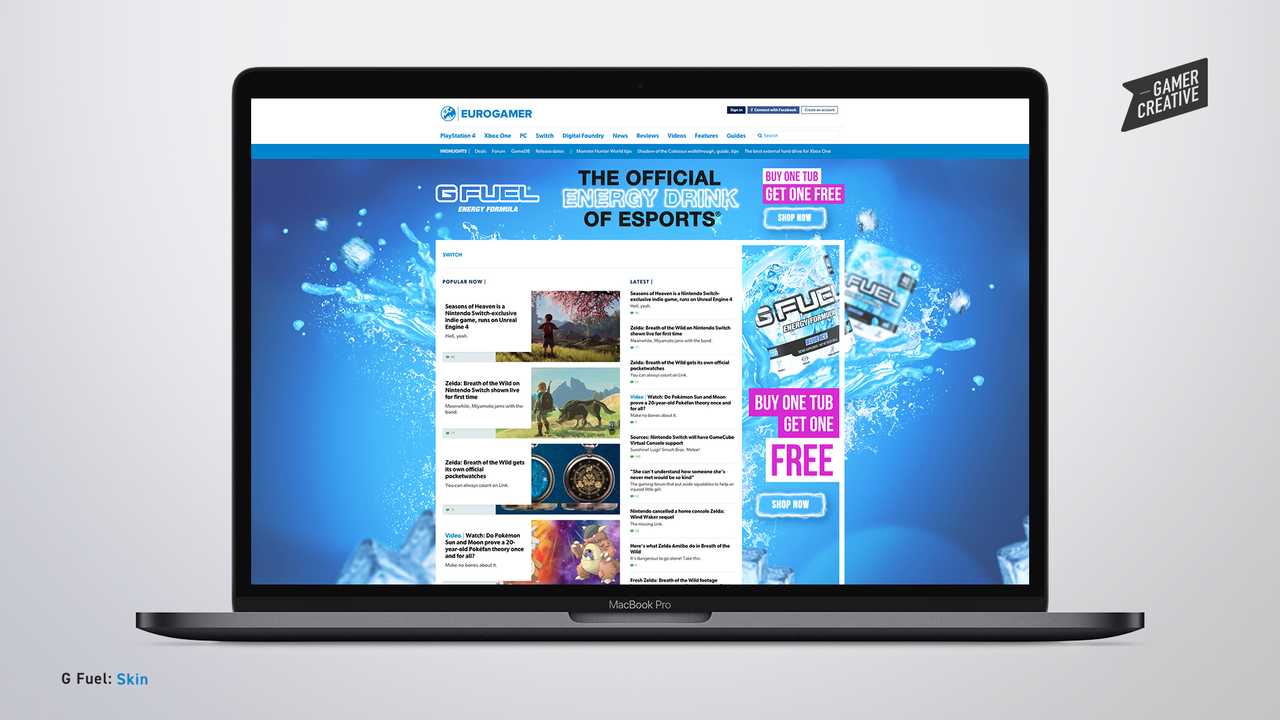 GAMER
CREATIVE
EUROGAMER
Sign in
Connect with Facebook
Create an account
PlayStation 4 Xbox One PC Switch Digital Foundry News Reviews Videos Features Guides Search
HIGHLIGHTS | Deals Forum GameDB Release dates Monster Hunter World tips Shadow of the Colossus walkthrough, guide, tips The best external hard drive for Xbox One
G FUEL®
ENERGY FORMULA
THE OFFICIAL
ENERGY DRINK
OF ESPORTS®
BUY ONE TUB
GET ONE FREE
SHOP NOW
SWITCH
POPULAR NOW |
Seasons of Heaven is a
Nintendo Switch-exclusive
indie game, runs on Unreal
Engine 4
Hell, yeah.
Zelda: Breath of the Wild on
Nintendo Switch shown live
for first time
Meanwhile, Miyamoto jams with the
band.
Zelda: Breath of the Wild gets
its own official
pocketwatches
You can always count on Link.
Video | Watch: Do Pokémon
Sun and Moon prove a 20-
year-old Pokéfan theory once
and for all?
Make no bones about it.
LATEST |
Seasons of Heaven is a Nintendo Switch-
exclusive indie game, runs on Unreal Engine 4
Hell, yeah.
Zelda: Breath of the Wild on Nintendo Switch
shown live for first time
Meanwhile, Miyamoto jams with the band.
Zelda: Breath of the Wild gets its own official
pocketwatches
You can always count on Link.
Video | Watch: Do Pokémon Sun and Moon
prove a 20-year-old Pokéfan theory once and
for all?
Make no bones about it.
Sources: Nintendo Switch will have GameCube
Virtual Console support
Sunshine! Luigi! Smash Bros. Melee!
"She can't understand how someone she's
never met would be so kind"
The gaming forum that put aside squabbles to help an
injured little girl.
Nintendo cancelled a home console Zelda:
Wind Waker sequel
The missing Link.
Here's what Zelda Amiibo do in Breath of the
Wild
It's dangerous to go alone! Take this.
Fresh Zelda: Breath of the Wild footage
G FUEL
ENERGY FORMULA
BUY ONE TUB
GET ONE
FREE
SHOP NOW
MacBook Pro
G Fuel: Skin